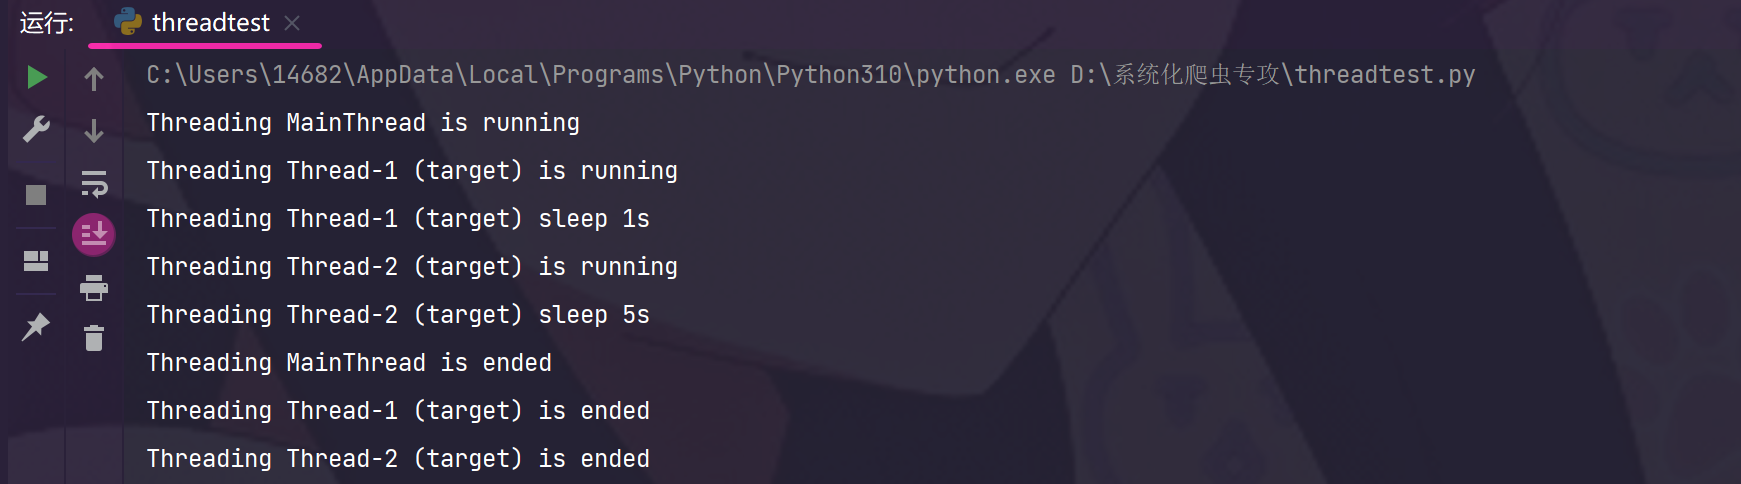 运行: threadtest
C:\Users\14682\AppData\Local\Programs\Python\Python310\python.exe D:\系统化爬虫专攻\threadtest.py
Threading MainThread is running
Threading Thread-1 (target) is running
Threading Thread-1 (target) sleep 1s
Threading Thread-2 (target) is running
Threading Thread-2 (target) sleep 5s
Threading MainThread is ended
Threading Thread-1 (target) is ended
Threading Thread-2 (target) is ended